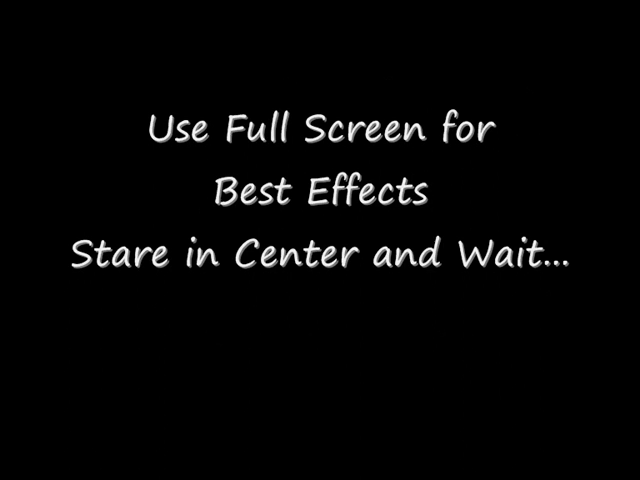 Use Full Screen for
Best Effects
Stare in Center and Wait...